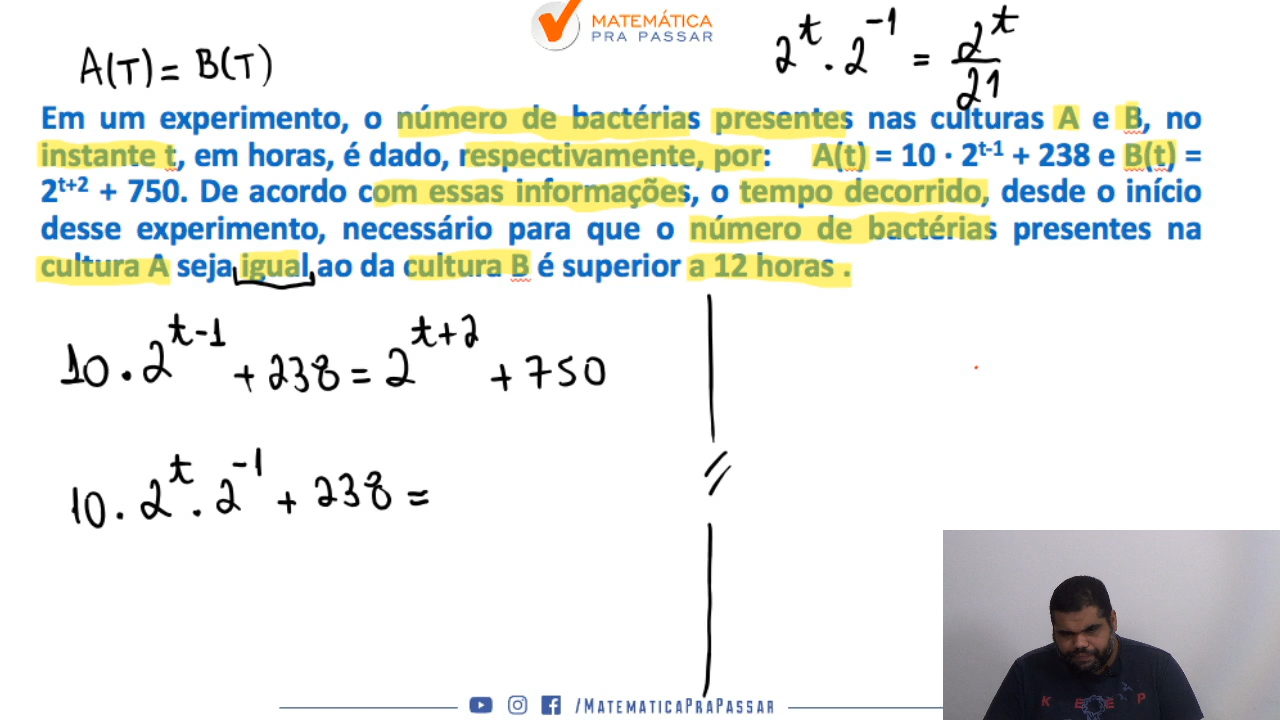 MATEMÁTICA
PRA PASSAR
A(T) = B(T)
2^t . 2^-1 = 2^t / 2^1
Em um experimento, o número de bactérias presentes nas culturas A e B, no
instante t, em horas, é dado, respectivamente, por: A(t) = 10 · 2^t-1 + 238 e B(t) =
2^t+2 + 750. De acordo com essas informações, o tempo decorrido, desde o início
desse experimento, necessário para que o número de bactérias presentes na
cultura A seja igual ao da cultura B é superior a 12 horas .
10 . 2^t-1 + 238 = 2^t+2 + 750
10 . 2^t . 2^-1 + 238 =
K E E P
/MatematicaPraPassar